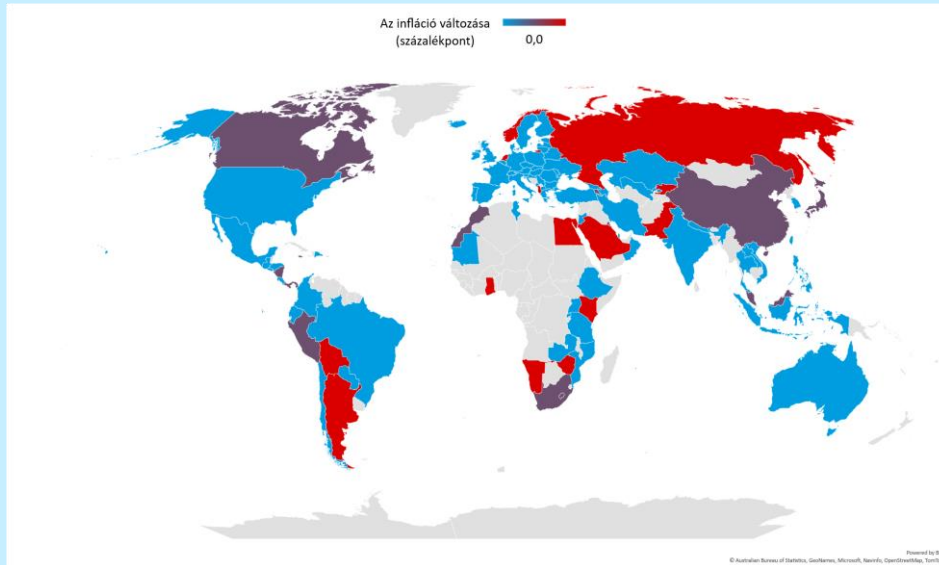 Az infláció változása
(százalékpont)
0,0
Powered by B
© Australian Bureau of Statistics, GeoNames, Microsoft, Navinfo, OpenStreetMap, TomT